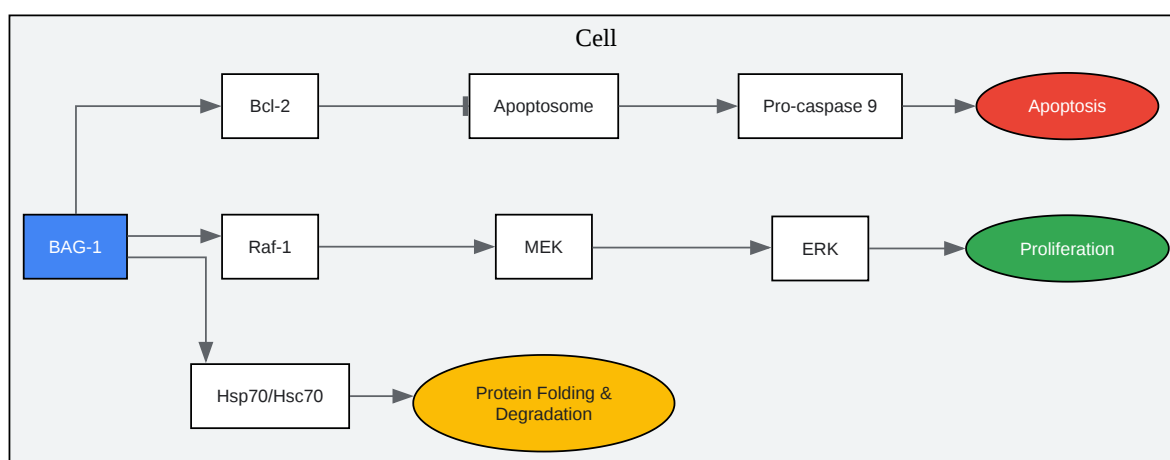 Cell
Bcl-2
Apoptosome
Pro-caspase 9
Apoptosis
BAG-1
Raf-1
MEK
ERK
Proliferation
Hsp70/Hsc70
Protein Folding &
Degradation